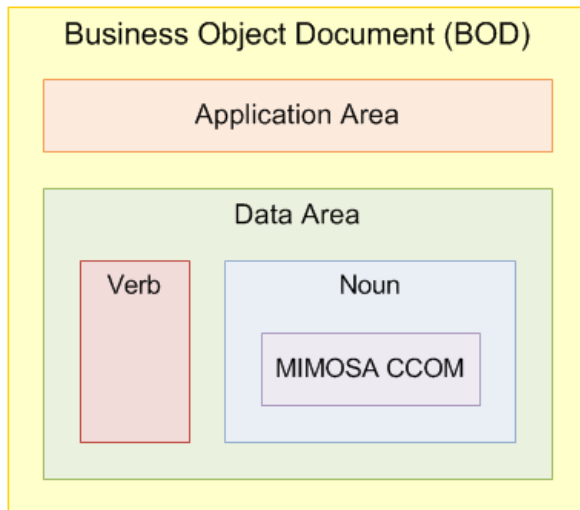 Business Object Document (BOD)
Application Area
Data Area
Verb
Noun
MIMOSA CCOM